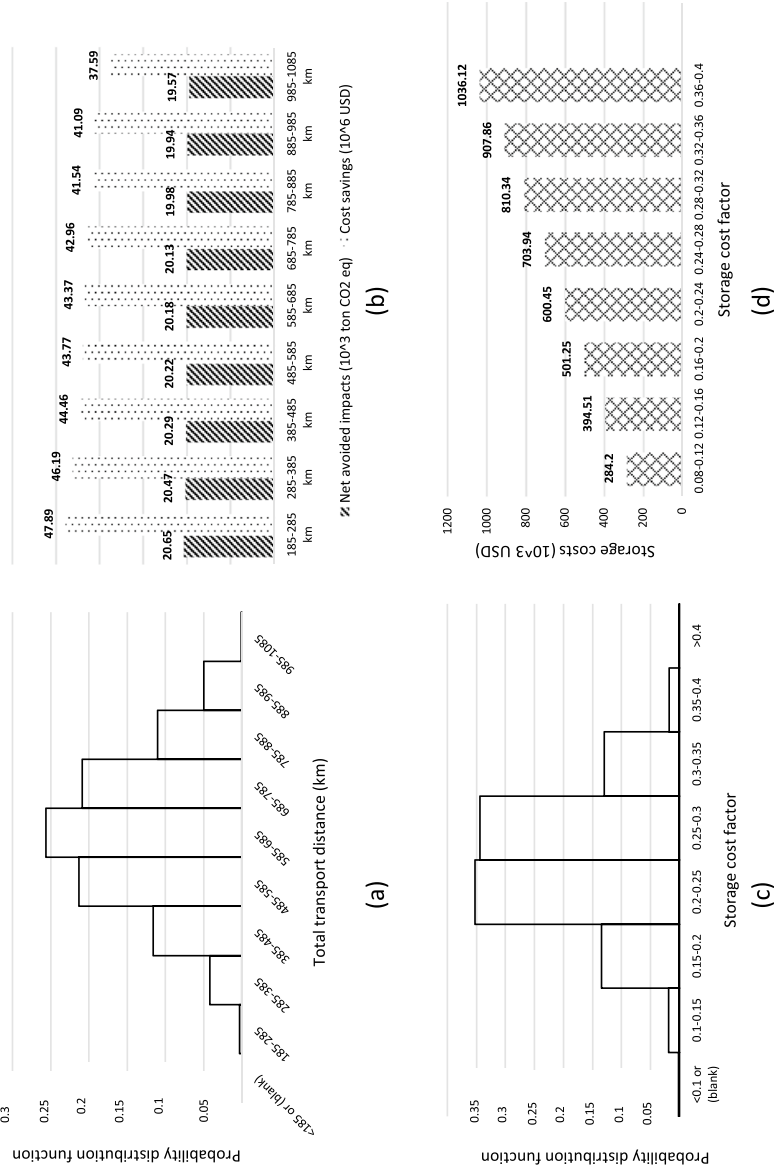 Probability distribution function
0.3
0.25
0.2
0.15
0.1
0.05
<185 or (blank)
185-285
285-385
385-485
485-585
585-685
685-785
785-885
885-985
985-1085
Total transport distance (km)
(a)
47.89
46.19
44.46
43.77
43.37
42.96
41.54
41.09
37.59
20.65
20.47
20.29
20.22
20.18
20.13
19.98
19.94
19.57
185-285 km
285-385 km
385-485 km
485-585 km
585-685 km
685-785 km
785-885 km
885-985 km
985-1085 km
Net avoided impacts (10^3 ton CO2 eq)
Cost savings (10^6 USD)
(b)
Probability distribution function
0.35
0.3
0.25
0.2
0.15
0.1
0.05
<0.1 or
(blank)
0.1-0.15
0.15-0.2
0.2-0.25
0.25-0.3
0.3-0.35
0.35-0.4
>0.4
Storage cost factor
(c)
Storage costs (10^3 USD)
1200
1000
800
600
400
200
0
284.2
394.51
501.25
600.45
703.94
810.34
907.86
1036.12
0.08-0.12
0.12-0.16
0.16-0.2
0.2-0.24
0.24-0.28
0.28-0.32
0.32-0.36
0.36-0.4
Storage cost factor
(d)